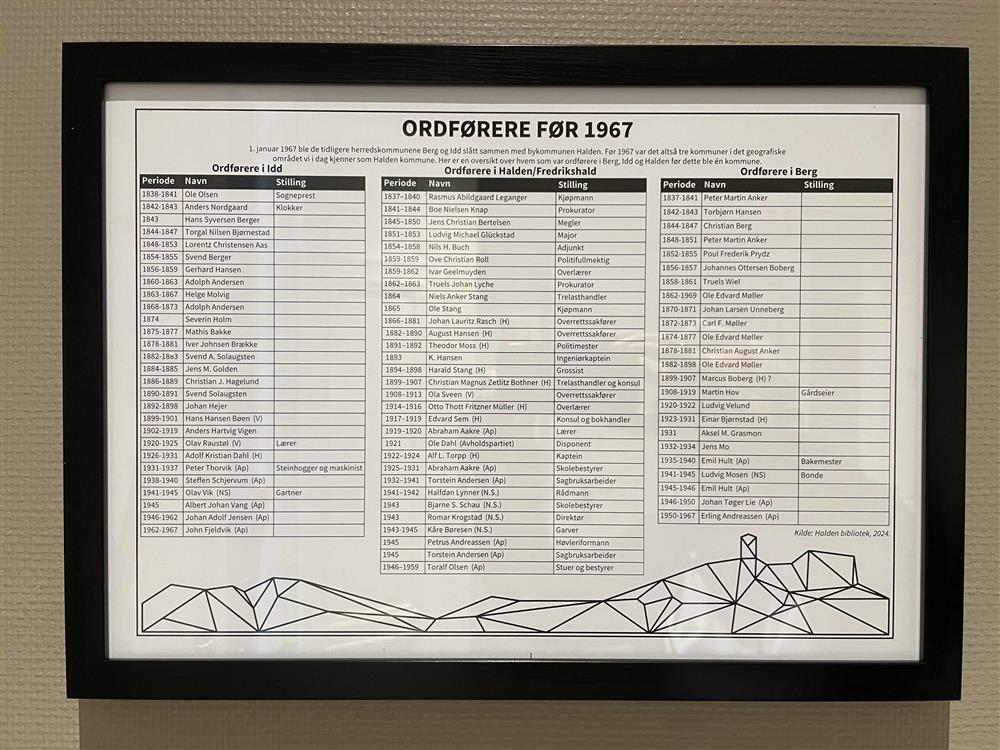 ORDFØRERE FØR 1967
1. januar 1967 ble de tidligere herredskommunene Berg og Idd slått sammen med bykommunen Halden. Før 1967 var det altså tre kommuner i det geografiske
området vi i dag kjenner som Halden kommune. Her er en oversikt over hvem som var ordførere i Berg, Idd og Halden før dette ble én kommune.
Ordførere i Idd
Periode Navn Stilling
1838-1841 Ole Olsen Sogneprest
1842-1843 Anders Nordgaard Klokker
1843 Hans Syversen Berger
1844-1847 Torgal Nilsen Bjørnestad
1848-1853 Lorentz Christensen Aas
1854-1855 Svend Berger
1856-1859 Gerhard Hansen
1860-1863 Adolph Andersen
1863-1867 Helge Molvig
1868-1873 Adolph Andersen
1874 Severin Holm
1875-1877 Mathis Bakke
1878-1881 Iver Johnsen Brække
1882-18e3 Svend A. Solaugsten
1884-1885 Jens M. Golden
1886-1889 Christian J. Hagelund
1890-1891 Svend Solaugsten
1892-1898 Johan Hejer
1899-1901 Hans Hansen Bøen (V)
1902-1919 Anders Hartvig Vigen
1920-1925 Olav Raustøl (V) Lærer
1926-1931 Adolf Kristian Dahl (H)
1931-1937 Peter Thorvik (Ap) Steinhogger og maskinist
1938-1940 Steffen Schjervum (Ap)
1941-1945 Olav Vik (NS) Gartner
1945 Albert Johan Vang (Ap)
1946-1962 Johan Adolf Jensen (Ap)
1962-1967 John Fjeldvik (Ap)
Ordførere i Halden/Fredrikshald
Periode Navn Stilling
1837–1840 Rasmus Abildgaard Leganger Kjøpmann
1841–1844 Boe Nielsen Knap Prokurator
1845–1850 Jens Christian Bertelsen Megler
1851–1853 Ludvig Michael Glückstad Major
1854–1858 Nils H. Buch Adjunkt
1859-1859 Ove Christian Roll Politifullmektig
1859–1862 Ivar Geelmuyden Overlærer
1862–1863 Truels Johan Lyche Prokurator
1864 Niels Anker Stang Trelasthandler
1865 Ole Stang Kjøpmann
1866–1881 Johan Lauritz Rasch (H) Overrettssakfører
1882–1890 August Hansen (H) Overrettssakfører
1891–1892 Theodor Moss (H) Politimester
1893 K. Hansen Ingeniørkaptein
1894–1898 Harald Stang (H) Grossist
1899–1907 Christian Magnus Zetlitz Bothner (H) Trelasthandler og konsul
1908–1913 Ola Sveen (V) Overrettssakfører
1914–1916 Otto Thott Fritzner Müller (H) Overlærer
1917–1919 Edvard Sem (H) Konsul og bokhandler
1919–1920 Abraham Aakre (Ap) Lærer
1921 Ole Dahl (Avholdspartiet) Disponent
1922–1924 Alf L. Torpp (H) Kaptein
1925–1931 Abraham Aakre (Ap) Skolebestyrer
1932–1941 Torstein Andersen (Ap) Sagbruksarbeider
1941–1942 Halfdan Lynner (N.S.) Rådmann
1943 Bjarne S. Schau (N.S.) Skolebestyrer
1943 Romar Krogstad (N.S.) Direktør
1943-1945 Kåre Børesen (N.S.) Garver
1945 Petrus Andreassen (Ap) Høvleriformann
1945 Torstein Andersen (Ap) Sagbruksarbeider
1946–1959 Toralf Olsen (Ap) Stuer og bestyrer
Ordførere i Berg
Periode Navn Stilling
1837-1841 Peter Martin Anker
1842-1843 Torbjørn Hansen
1844-1847 Christian Berg
1848-1851 Peter Martin Anker
1852-1855 Poul Frederik Prydz
1856-1857 Johannes Ottersen Boberg
1858-1861 Truels Wiel
1862-1969 Ole Edvard Møller
1870-1871 Johan Larsen Unneberg
1872-1873 Carl F. Møller
1874-1877 Ole Edvard Møller
1878-1881 Christian August Anker
1882-1898 Ole Edvard Møller
1899-1907 Marcus Boberg (H) ?
1908-1919 Martin Hov Gårdseier
1920-1922 Ludvig Velund
1923-1931 Einar Bjørnstad (H)
1931 Aksel M. Grasmon
1932-1934 Jens Mo
1935-1940 Emil Hult (Ap) Bakemester
1941-1945 Ludvig Mosen (NS) Bonde
1945-1946 Emil Hult (Ap)
1946-1950 Johan Tøger Lie (Ap)
1950-1967 Erling Andreassen (Ap)
Kilde: Halden bibliotek, 2024.